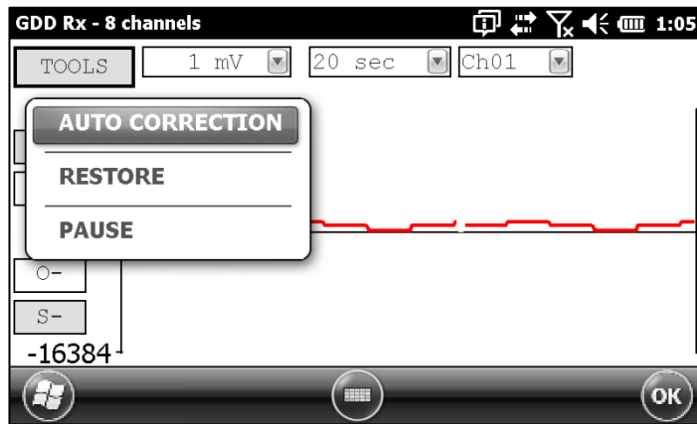 GDD Rx - 8 channels 1:05
TOOLS 1 mV 20 sec Ch01
AUTO CORRECTION
RESTORE
PAUSE
O-
S-
-16384
OK